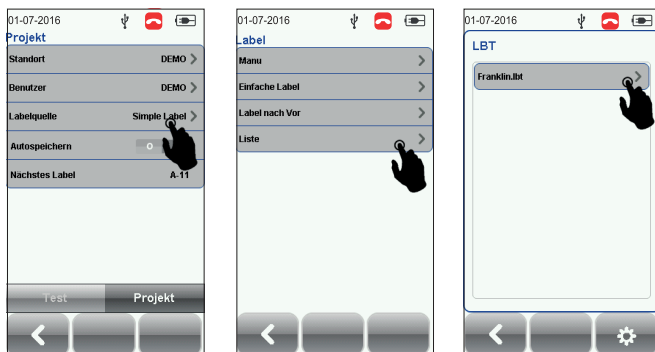 01-07-2016
Projekt
Standort DEMO
Benutzer DEMO
Labelquelle Simple Label
Autospeichern O
Nächstes Label A-11
Test Projekt
01-07-2016
Label
Manu
Einfache Label
Label nach Vor
Liste
01-07-2016
LBT
Franklin.lbt